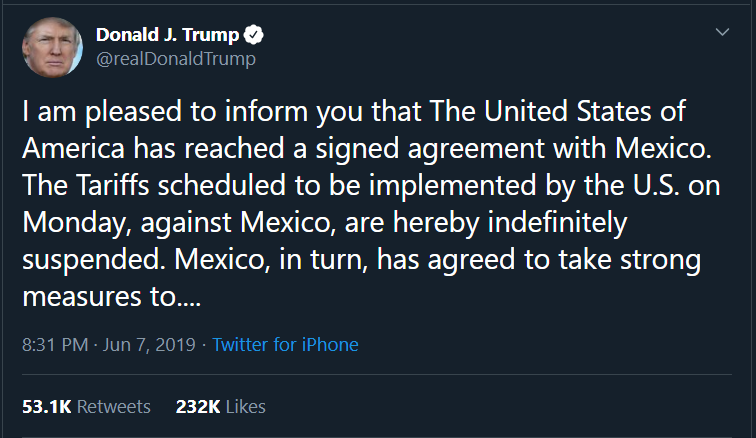 Donald J. Trump
@realDonaldTrump
I am pleased to inform you that The United States of
America has reached a signed agreement with Mexico.
The Tariffs scheduled to be implemented by the U.S. on
Monday, against Mexico, are hereby indefinitely
suspended. Mexico, in turn, has agreed to take strong
measures to....
8:31 PM · Jun 7, 2019 · Twitter for iPhone
53.1K Retweets 232K Likes